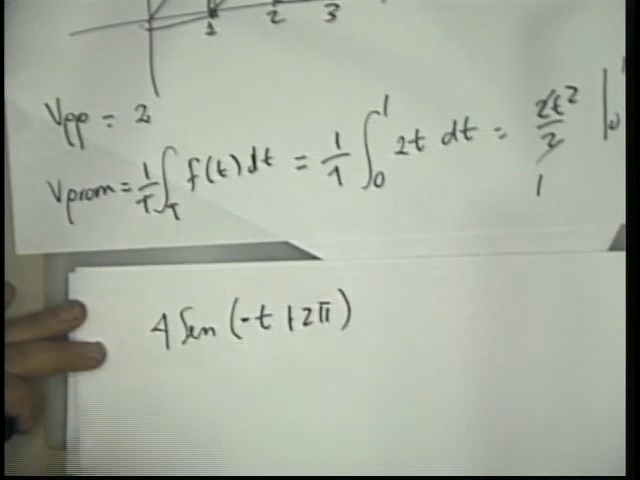 1 2 3
Vpp = 2
Vprom = 1/T ∫T f(t) dt = 1/1 ∫0^1 2t dt = 2t²/2 |0
1
4 Sen (-t + 2π)